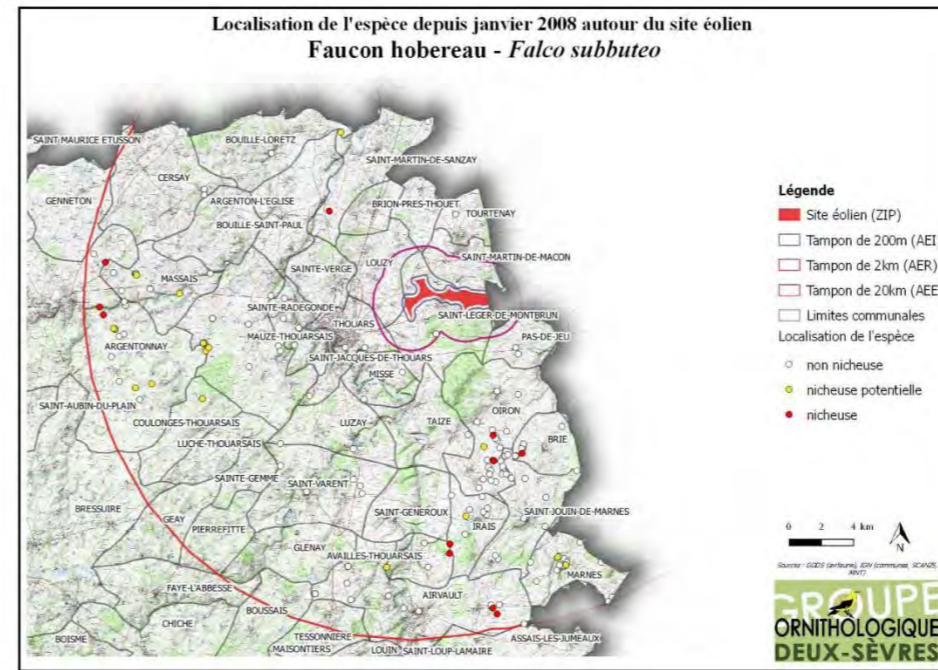 Localisation de l'espèce depuis janvier 2008 autour du site éolien
Faucon hobereau - Falco subbuteo
SAINT-MAURICE ETUSSON
BOUILLE-LORETZ
SAINT-MARTIN-DE-SANZAY
CERSAY
GENNETON
ARGENTON-L'EGLISE
BRION-PRES-THOUET
TOURTENAY
BOUILLE-SAINT-PAUL
SAINT-MARTIN-DE-MACON
SAINTE-VERGE
LOUZY
MASSAIS
SAINTE-RADEGONDE
SAINT-LEGER-DE-MONTBRUN
THOUARS
MAUZE-THOUARSAIS
PAS-DE-JEU
ARGENTONNAY
SAINT-JACQUES-DE-THOUARS
MISSE
SAINT-AUBIN-DU-PLAIN
OIRON
COULONGES-THOUARSAIS
LUZAY
TAIZE
BRIE
LUCHE-THOUARSAIS
SAINTE-GEMME
SAINT-VARENT
BRESSUIRE
SAINT-GENEROUX
SAINT-JOUIN-DE-MARNES
GEAY
IRAIS
PIERREFITTE
GLENAY
AVAILLES-THOUARSAIS
MARNES
FAYE-L'ABBESSE
AIRVAULT
BOUSSAIS
CHICHE
ASSAIS-LES-JUMEAUX
BOISME
TESSONNIERE
MAISONTIERS
LOUIN
SAINT-LOUP-LAMAIRE
Légende
Site éolien (ZIP)
Tampon de 200m (AEI
Tampon de 2km (AER)
Tampon de 20km (AEE
Limites communales
Localisation de l'espèce
non nicheuse
nicheuse potentielle
nicheuse
0 2 4 km
N
GROUPE
ORNITHOLOGIQUE
DEUX-SÈVRES